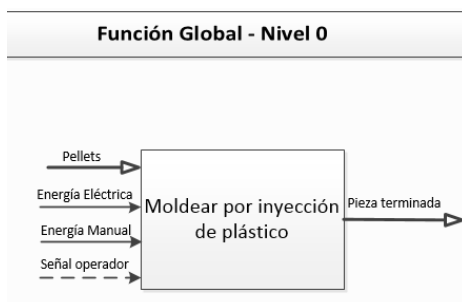 Función Global - Nivel 0
Pellets
Energía Eléctrica
Energía Manual
Señal operador
Moldear por inyección
de plástico
Pieza terminada